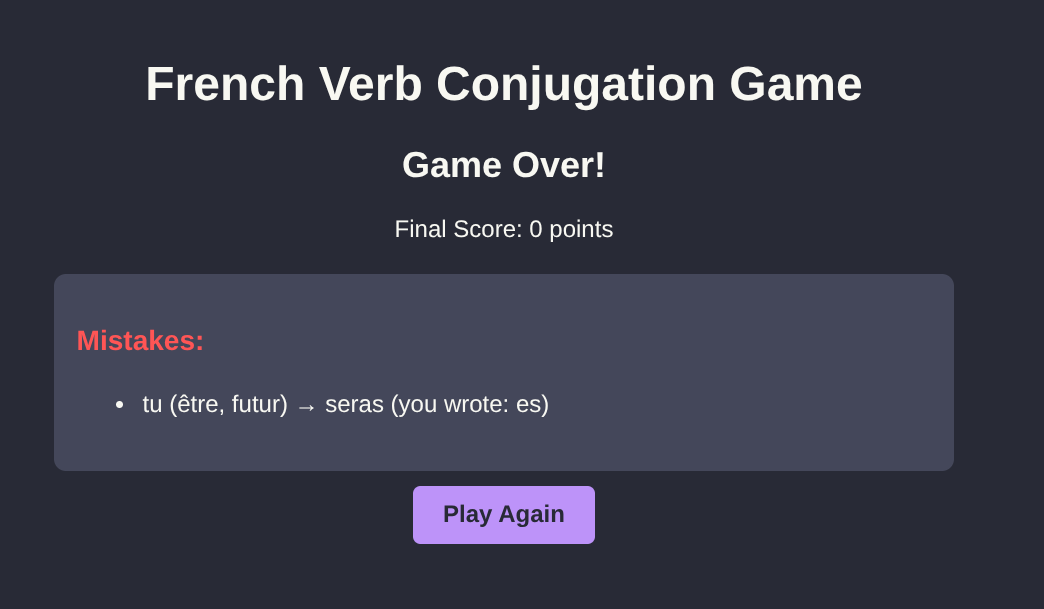 French Verb Conjugation Game
Game Over!
Final Score: 0 points
Mistakes:
• tu (être, futur) → seras (you wrote: es)
Play Again